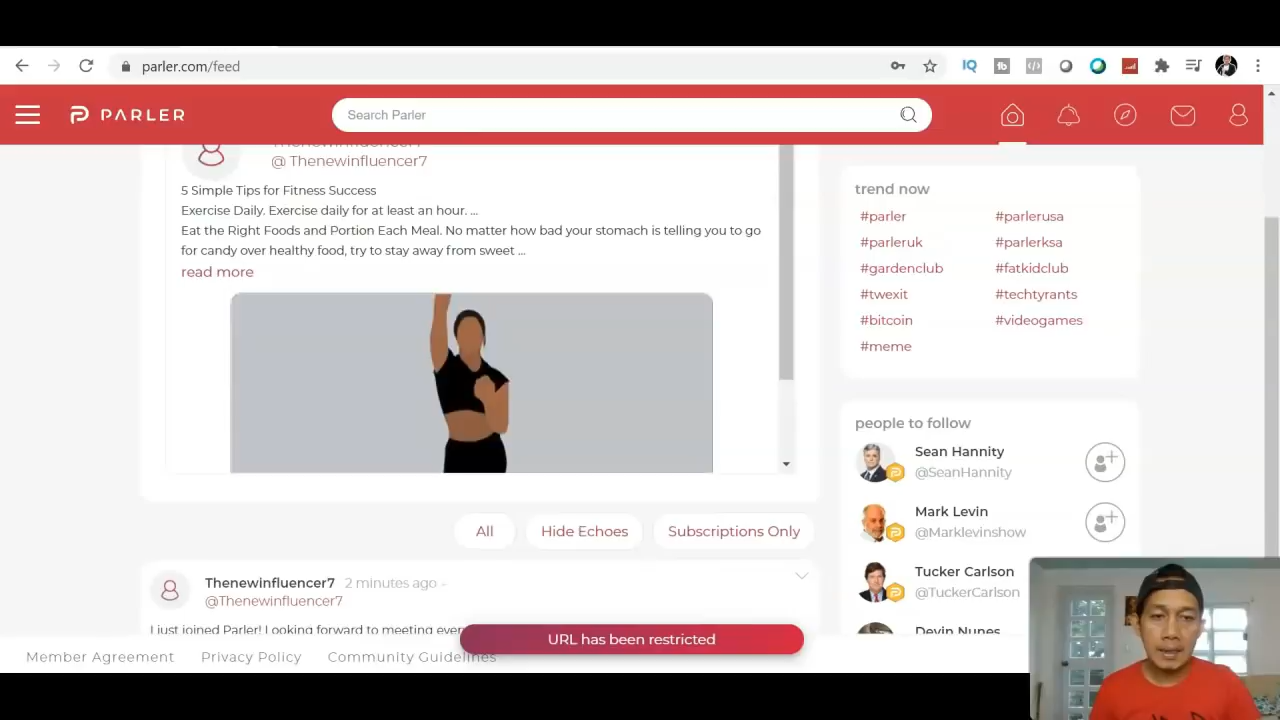 parler.com/feed
PARLER
Search Parler
Thenewinfluencer7
@ Thenewinfluencer7
5 Simple Tips for Fitness Success
Exercise Daily. Exercise daily for at least an hour. ...
Eat the Right Foods and Portion Each Meal. No matter how bad your stomach is telling you to go
for candy over healthy food, try to stay away from sweet ...
read more
All
Hide Echoes
Subscriptions Only
Thenewinfluencer7 2 minutes ago -
@Thenewinfluencer7
I just joined Parler! Looking forward to meeting
URL has been restricted
Member Agreement
Privacy Policy
Community Guidelines
trend now
#parler #parlerusa
#parleruk #parlerksa
#gardenclub #fatkidclub
#twexit #techtyrants
#bitcoin #videogames
#meme
people to follow
Sean Hannity
@SeanHannity
Mark Levin
@Marklevinshow
Tucker Carlson
@TuckerCarlson
Devin Nunes
IQ
tb